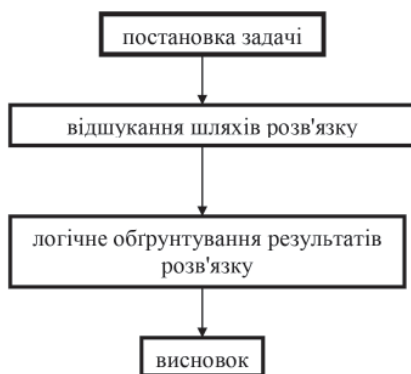 постановка задачі
відшукання шляхів розв'язку
логічне обґрунтування результатів
розв'язку
висновок